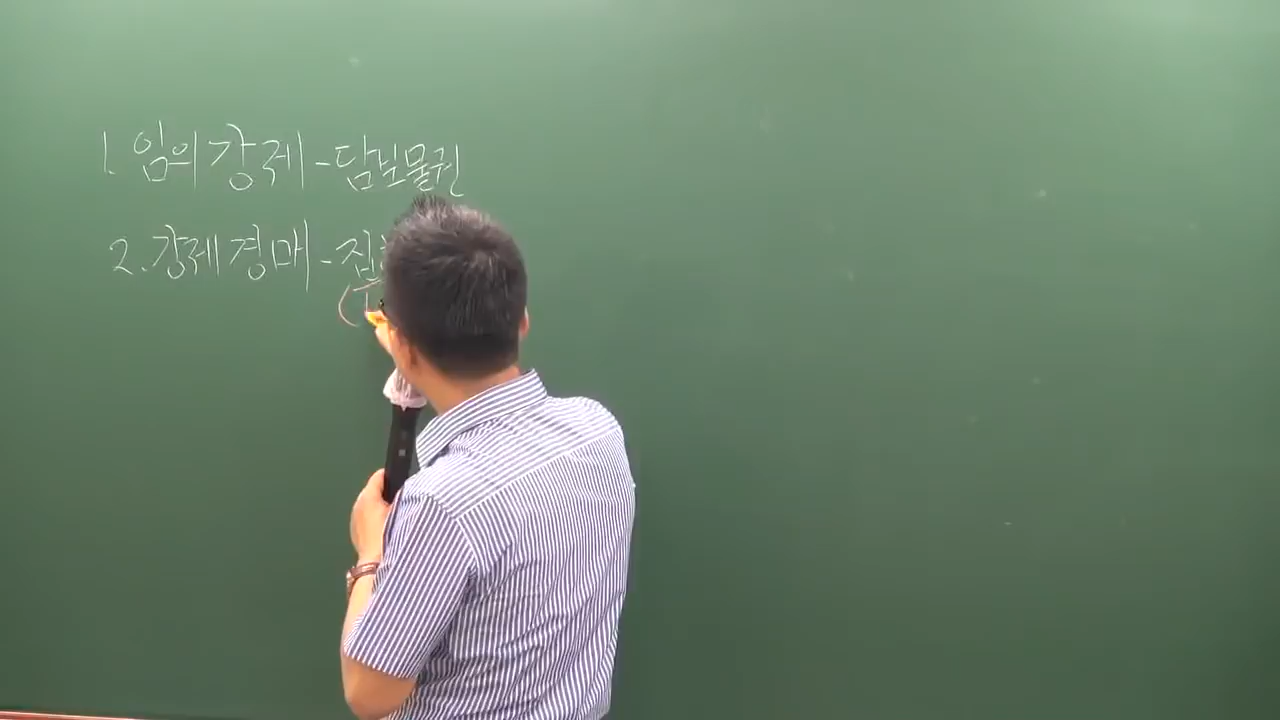 1. 임의강제 - 담보물권
2. 강제경매 - 집